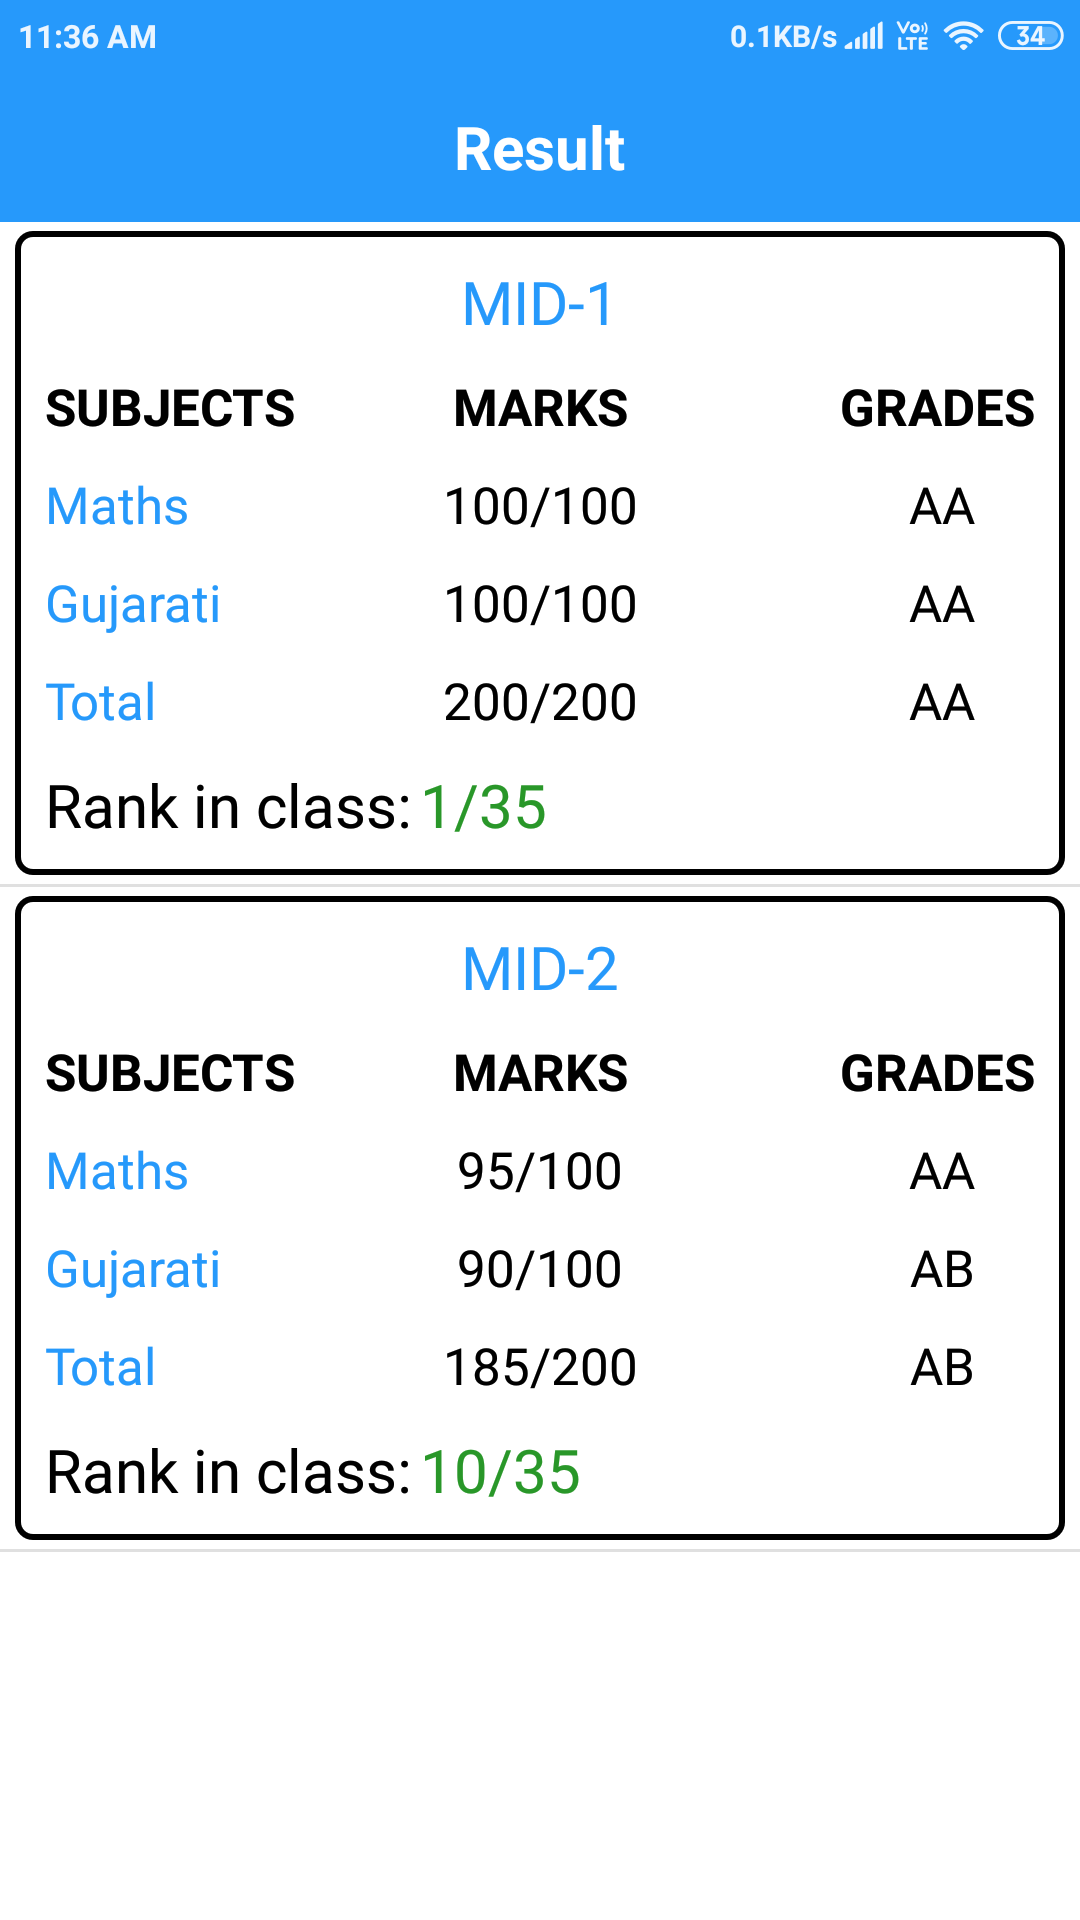 11:36 AM 0.1KB/s Vo LTE 34
Result
MID-1
SUBJECTS MARKS GRADES
Maths 100/100 AA
Gujarati 100/100 AA
Total 200/200 AA
Rank in class: 1/35
MID-2
SUBJECTS MARKS GRADES
Maths 95/100 AA
Gujarati 90/100 AB
Total 185/200 AB
Rank in class: 10/35